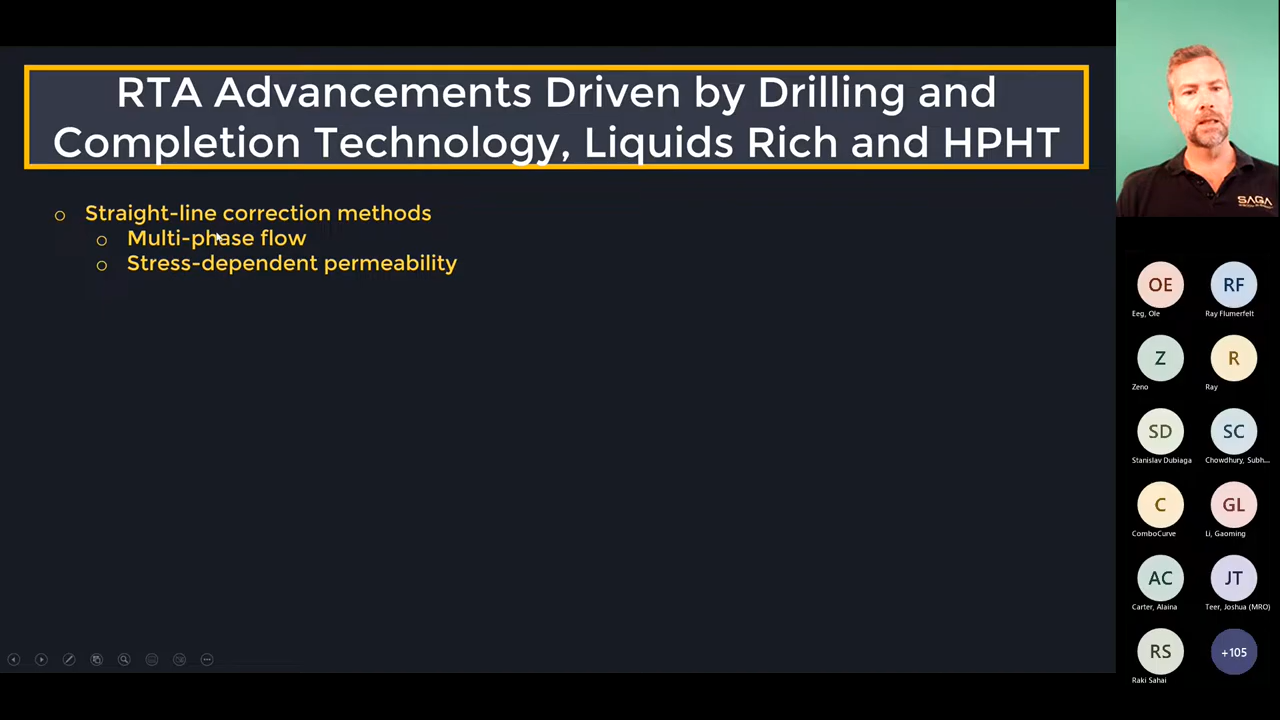 RTA Advancements Driven by Drilling and
Completion Technology, Liquids Rich and HPHT
o Straight-line correction methods
o Multi-phase flow
o Stress-dependent permeability
SAGA
OE
RF
Eeg, Ole
Ray Flumerfelt
Z
R
Zeno
Ray
SD
SC
Stanislav Dubiaga
Chowdhury, Subh...
C
GL
ComboCurve
Li, Gaoming
AC
JT
Carter, Alaina
Teer, Joshua (MRO)
RS
+105
Raki Sahai